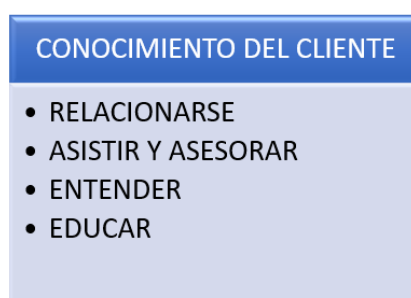 CONOCIMIENTO DEL CLIENTE
• RELACIONARSE
• ASISTIR Y ASESORAR
• ENTENDER
• EDUCAR